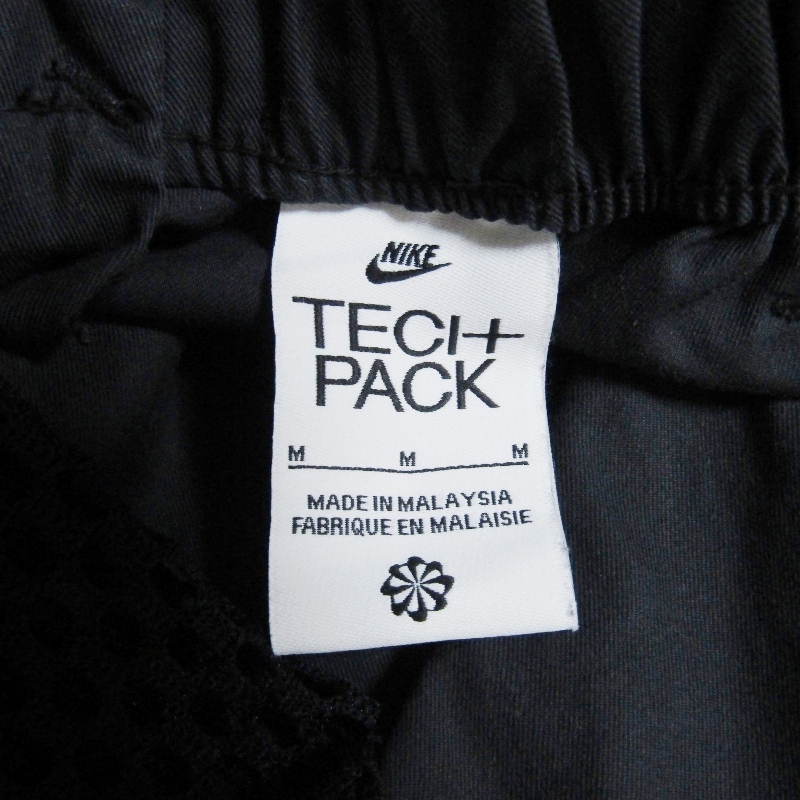 NIKE
TECH
PACK
M M M
MADE IN MALAYSIA
FABRIQUE EN MALAISIE